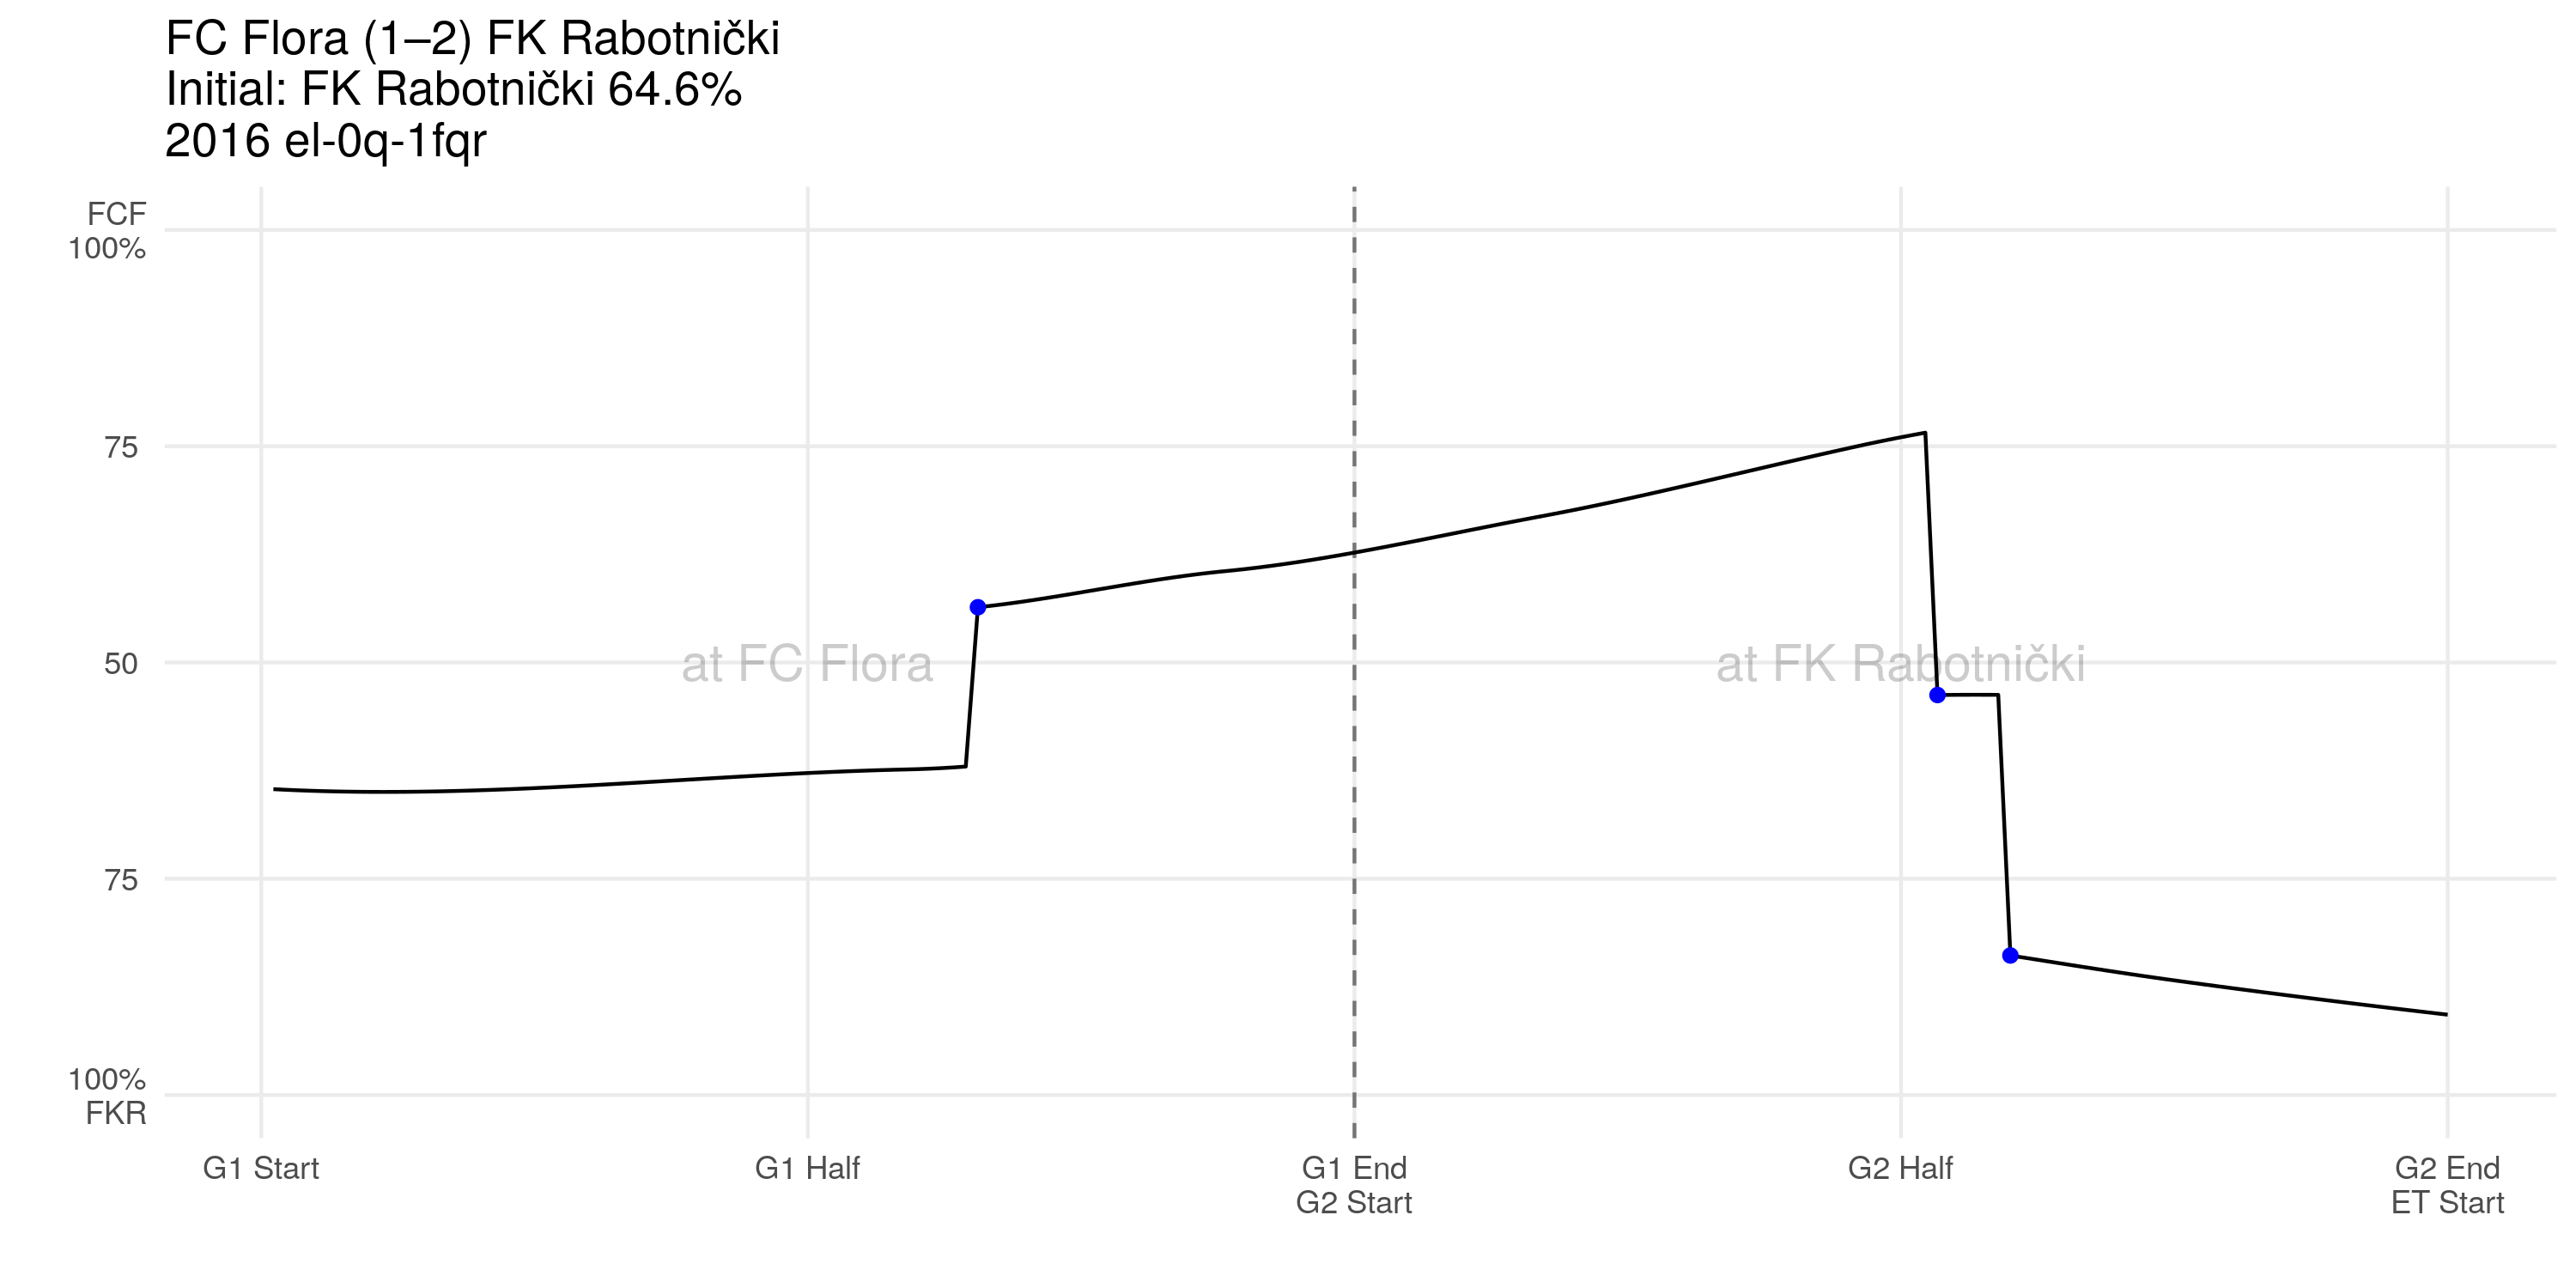 FC Flora (1–2) FK Rabotnički
Initial: FK Rabotnički 64.6%
2016 el-0q-1fqr
FCF
100%
75
50
75
100%
FKR
at FC Flora
at FK Rabotnički
G1 Start
G1 Half
G1 End
G2 Start
G2 Half
G2 End
ET Start